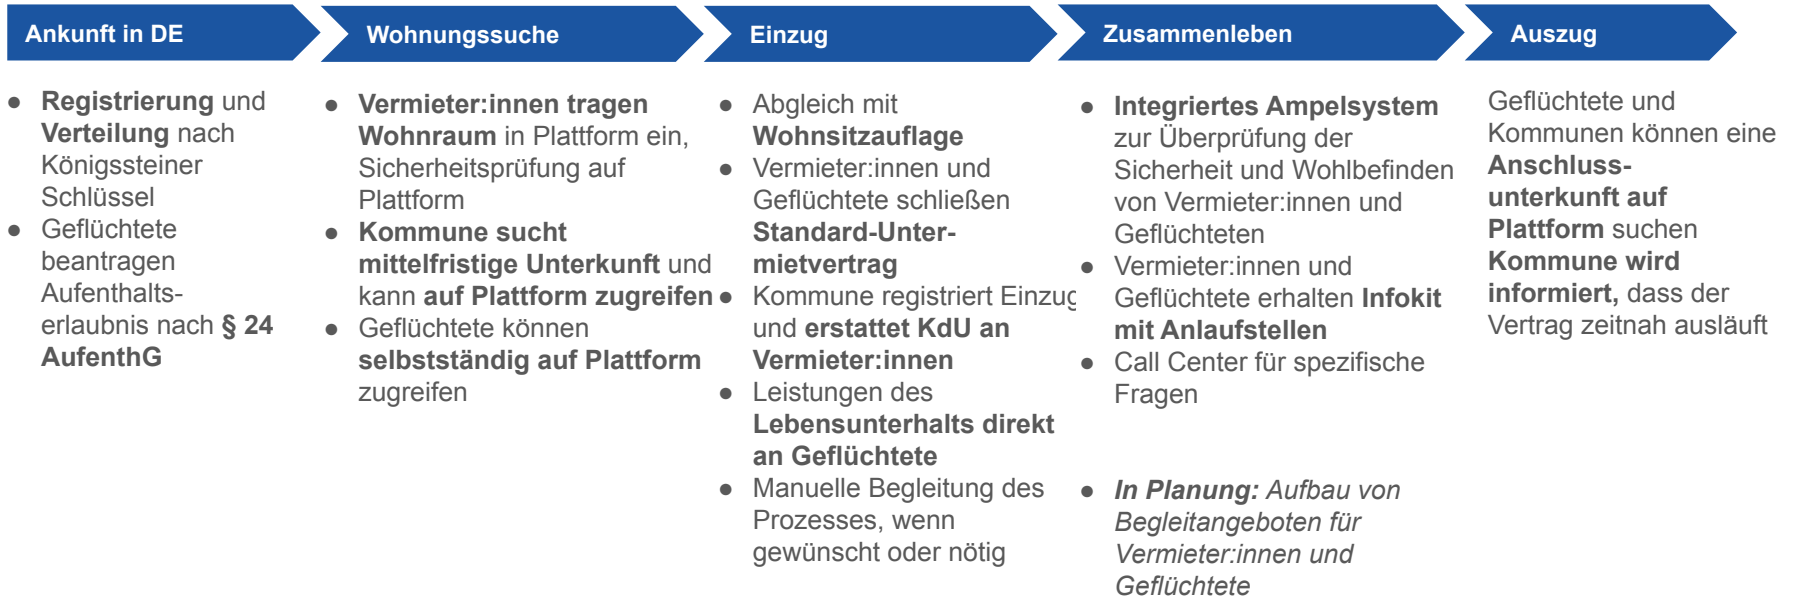 Ankunft in DE
Wohnungssuche
Einzug
Zusammenleben
Auszug
● Registrierung und
Verteilung nach
Königssteiner
Schlüssel
● Geflüchtete
beantragen
Aufenthalts-
erlaubnis nach § 24
AufenthG
● Vermieter:innen tragen
Wohnraum in Plattform ein,
Sicherheitsprüfung auf
Plattform
● Kommune sucht
mittelfristige Unterkunft und
kann auf Plattform zugreifen
● Geflüchtete können
selbstständig auf Plattform
zugreifen
● Abgleich mit
Wohnsitzauflage
● Vermieter:innen und
Geflüchtete schließen
Standard-Unter-
mietvertrag
● Kommune registriert Einzug
und erstattet KdU an
Vermieter:innen
● Leistungen des
Lebensunterhalts direkt
an Geflüchtete
● Manuelle Begleitung des
Prozesses, wenn
gewünscht oder nötig
● Integriertes Ampelsystem
zur Überprüfung der
Sicherheit und Wohlbefinden
von Vermieter:innen und
Geflüchteten
● Vermieter:innen und
Geflüchtete erhalten Infokit
mit Anlaufstellen
● Call Center für spezifische
Fragen
● In Planung: Aufbau von
Begleitangeboten für
Vermieter:innen und
Geflüchtete
Geflüchtete und
Kommunen können eine
Anschluss-
unterkunft auf
Plattform suchen
Kommune wird
informiert, dass der
Vertrag zeitnah ausläuft